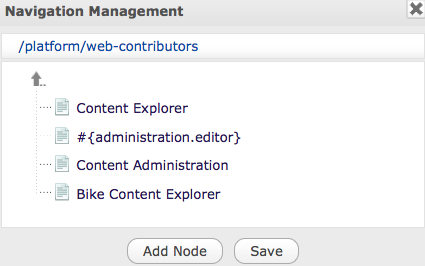 Navigation Management
/platform/web-contributors
..
Content Explorer
#{administration.editor}
Content Administration
Bike Content Explorer
Add Node Save